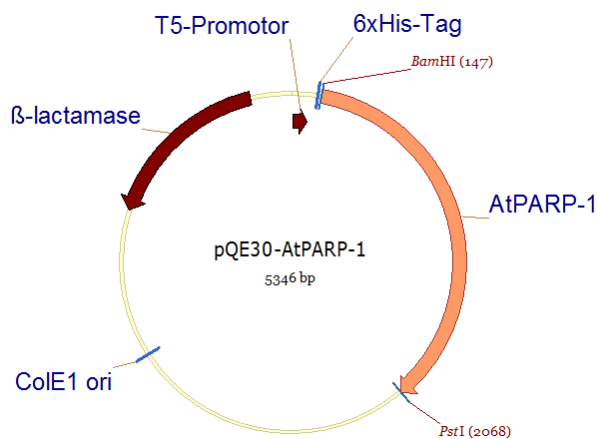 T5-Promotor
6xHis-Tag
BamHI (147)
ß-lactamase
AtPARP-1
pQE30-AtPARP-1
5346 bp
ColE1 ori
PstI (2068)